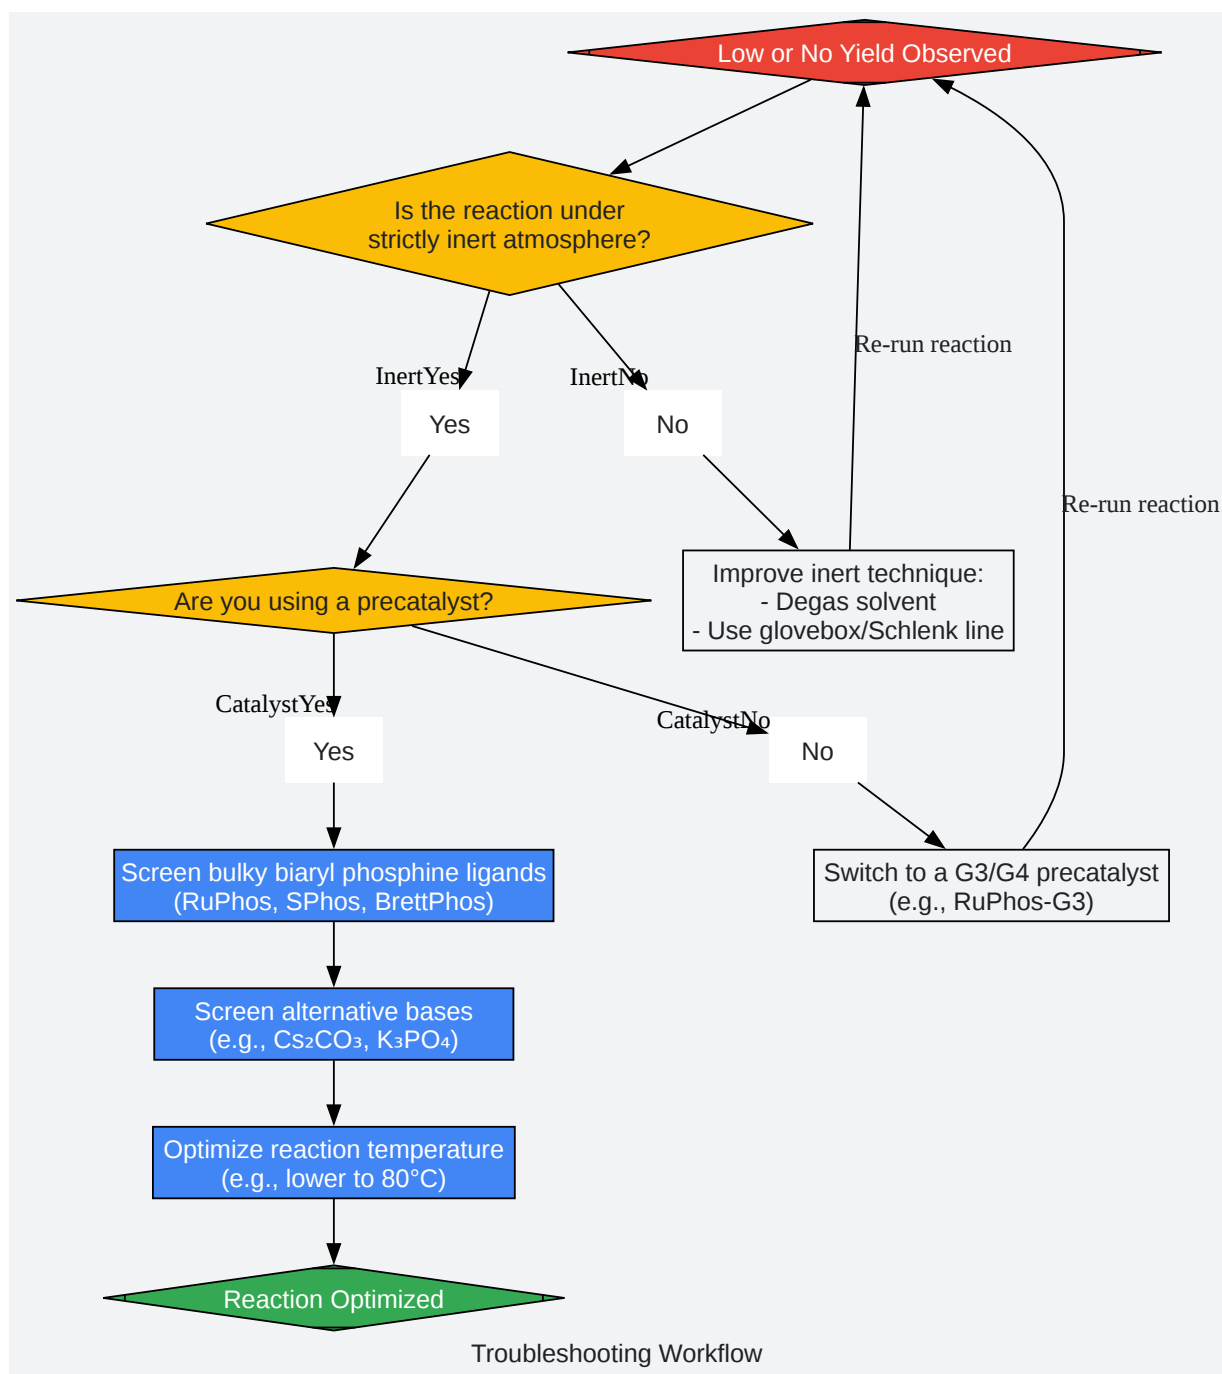 Low or No Yield Observed
Is the reaction under
strictly inert atmosphere?
Re-run reaction
InertYes
InertNo
Yes
No
Re-run reaction
Improve inert technique:
- Degas solvent
- Use glovebox/Schlenk line
Are you using a precatalyst?
CatalystYes
CatalystNo
Yes
No
Screen bulky biaryl phosphine ligands
(RuPhos, SPhos, BrettPhos)
Switch to a G3/G4 precatalyst
(e.g., RuPhos-G3)
Screen alternative bases
(e.g., Cs₂CO₃, K₃PO₄)
Optimize reaction temperature
(e.g., lower to 80°C)
Reaction Optimized
Troubleshooting Workflow